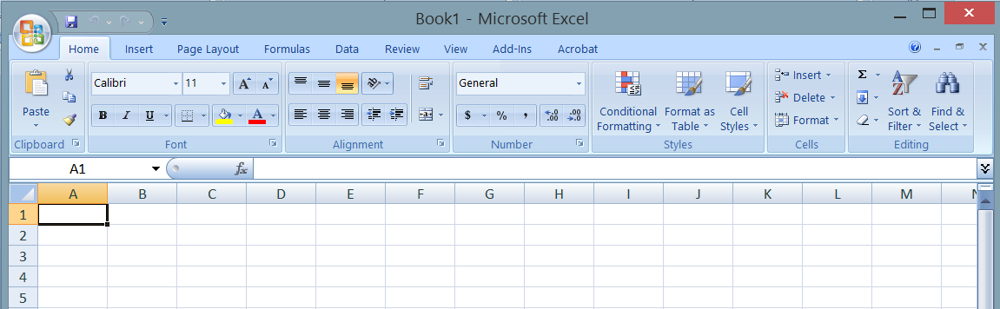 Book1 - Microsoft Excel
Home Insert Page Layout Formulas Data Review View Add-Ins Acrobat
Calibri 11 General Insert Σ
Paste B I U A $ % , Conditional Formatting Format as Table Cell Styles Delete Sort & Filter Find & Select
Format
Clipboard Font Alignment Number Styles Cells Editing
A1 fx
A B C D E F G H I J K L M
1
2
3
4
5